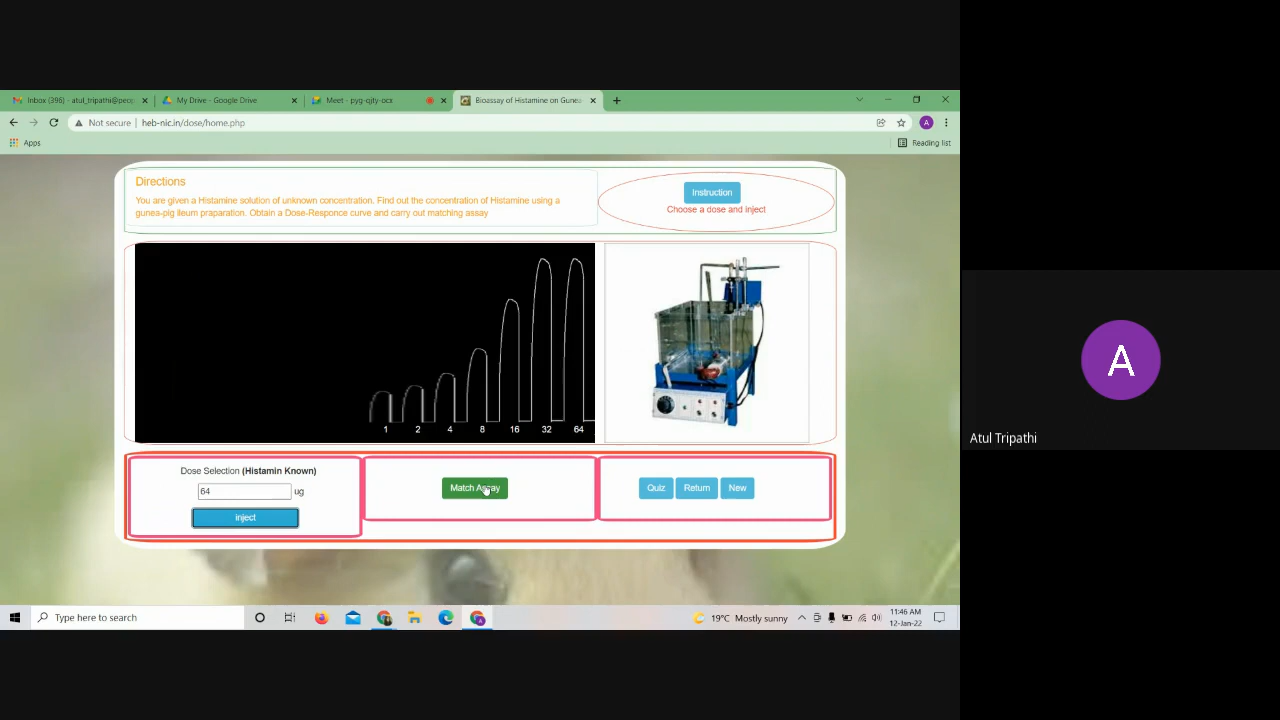 Inbox (396) - atul_tripathi@peop
My Drive - Google Drive
Meet - pyg-qjty-ocx
Bioassay of Histamine on Gunea
Not secure | heb-nic.in/dose/home.php
A
Apps
Reading list
Directions
You are given a Histamine solution of unknown concentration. Find out the concentration of Histamine using a
gunea-pig Ileum praparation. Obtain a Dose-Responce curve and carry out matching assay
Instruction
Choose a dose and inject
1 2 4 8 16 32 64
Dose Selection (Histamin Known)
64 ug
inject
Match Array
Quiz Return New
A
Atul Tripathi
Type here to search
19°C Mostly sunny
11:46 AM
12-Jan-22